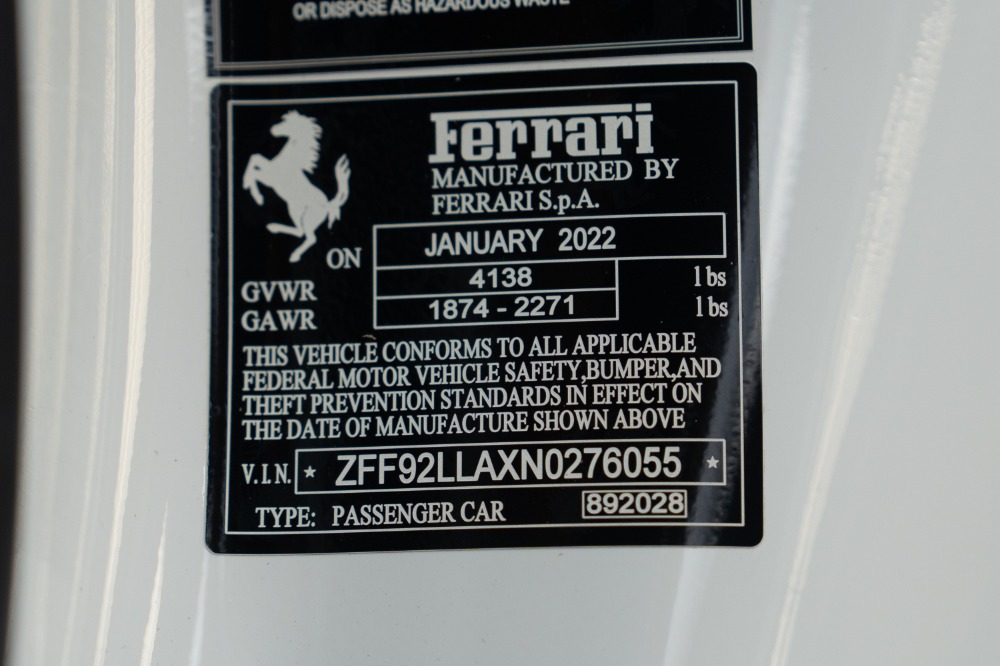 OR DISPOSE AS HAZARDOUS WASTE
Ferrari
MANUFACTURED BY
FERRARI S.p.A.
ON JANUARY 2022
GVWR 4138 lbs
GAWR 1874 - 2271 lbs
THIS VEHICLE CONFORMS TO ALL APPLICABLE
FEDERAL MOTOR VEHICLE SAFETY,BUMPER,AND
THEFT PREVENTION STANDARDS IN EFFECT ON
THE DATE OF MANUFACTURE SHOWN ABOVE
V.I.N. * ZFF92LLAXN0276055 *
TYPE: PASSENGER CAR 892028